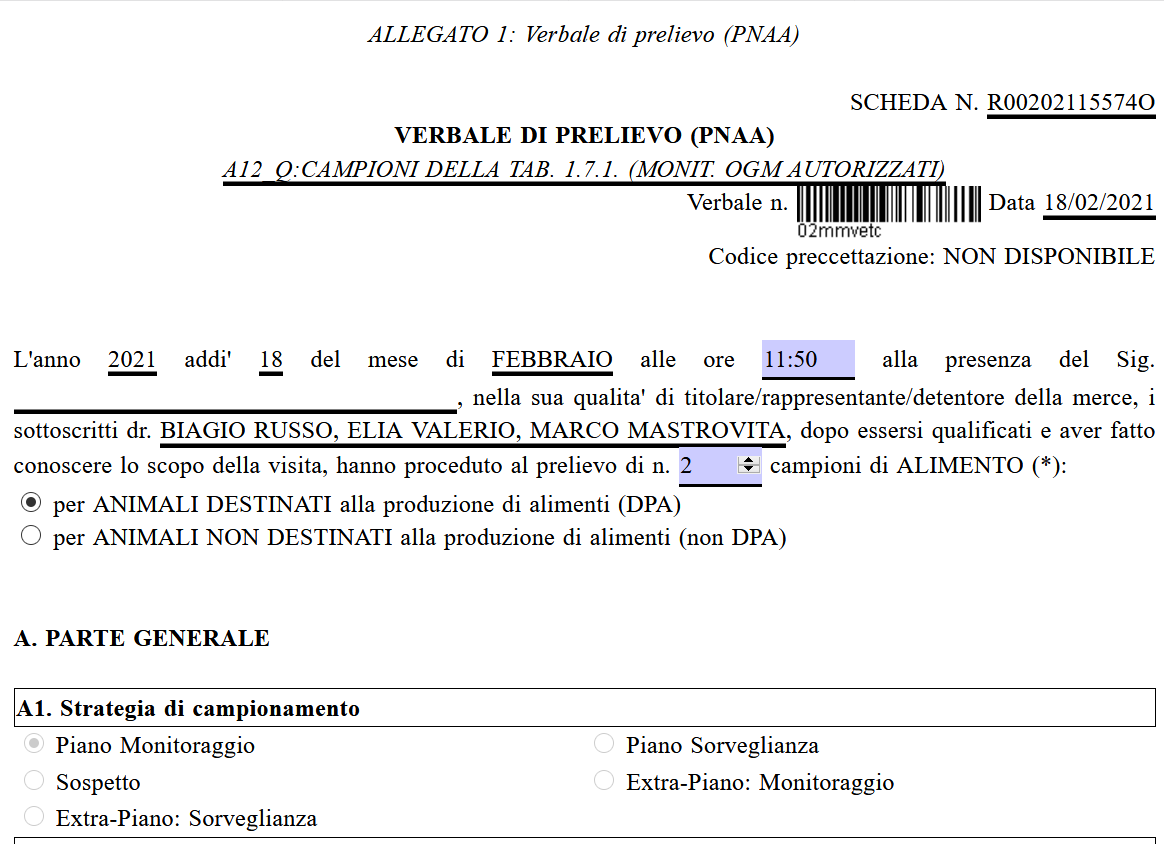 ALLEGATO 1: Verbale di prelievo (PNAA)
SCHEDA N. R00202115574O
VERBALE DI PRELIEVO (PNAA)
A12_Q:CAMPIONI DELLA TAB. 1.7.1. (MONIT. OGM AUTORIZZATI)
Verbale n. 02mmvetc Data 18/02/2021
Codice preccettazione: NON DISPONIBILE
L'anno 2021 addi' 18 del mese di FEBBRAIO alle ore 11:50 alla presenza del Sig.
, nella sua qualita' di titolare/rappresentante/detentore della merce, i
sottoscritti dr. BIAGIO RUSSO, ELIA VALERIO, MARCO MASTROVITA, dopo essersi qualificati e aver fatto
conoscere lo scopo della visita, hanno proceduto al prelievo di n. 2 campioni di ALIMENTO (*):
per ANIMALI DESTINATI alla produzione di alimenti (DPA)
per ANIMALI NON DESTINATI alla produzione di alimenti (non DPA)
A. PARTE GENERALE
A1. Strategia di campionamento
Piano Monitoraggio Piano Sorveglianza
Sospetto Extra-Piano: Monitoraggio
Extra-Piano: Sorveglianza